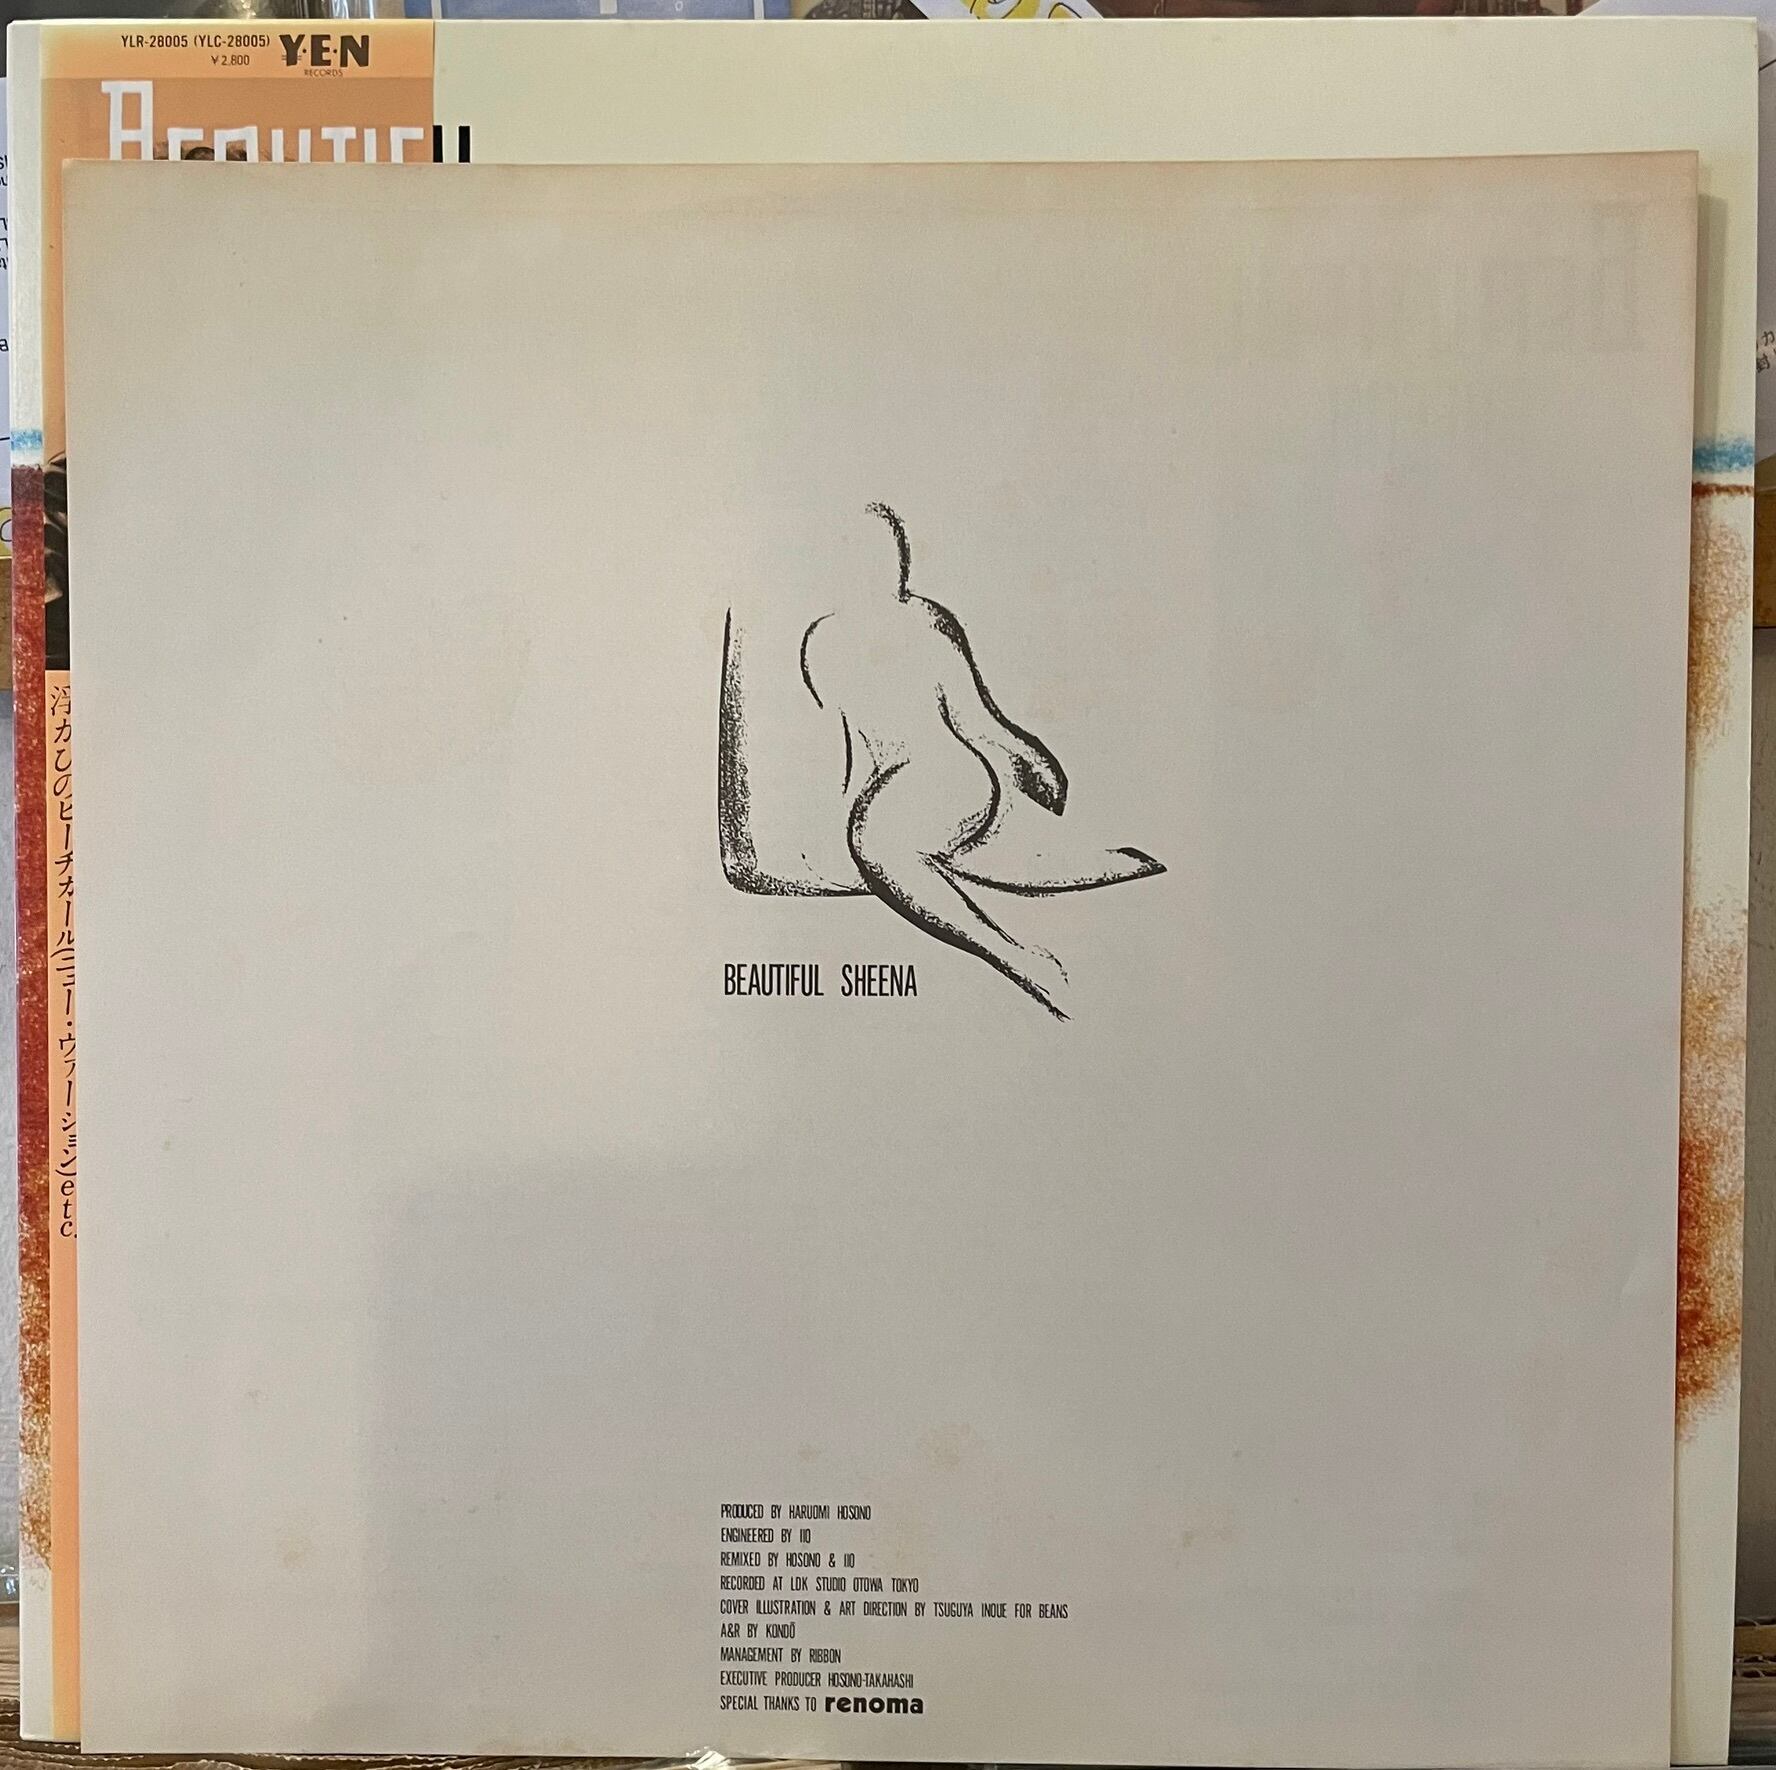 YLR-28005 (YLC-28005)
¥2,800
Y·E·N
RECORDS
BEAUTIFU
浮かびのピーチガール(ニュー・ヴァージョン)etc.
BEAUTIFUL SHEENA
PRODUCED BY HARUOMI HOSONO
ENGINEERED BY IIO
REMIXED BY HOSONO & IIO
RECORDED AT LDK STUDIO OTOWA TOKYO
COVER ILLUSTRATION & ART DIRECTION BY TSUGUYA INOUE FOR BEANS
A&R BY KONDŌ
MANAGEMENT BY RIBBON
EXECUTIVE PRODUCER HOSONO-TAKAHASHI
SPECIAL THANKS TO renoma